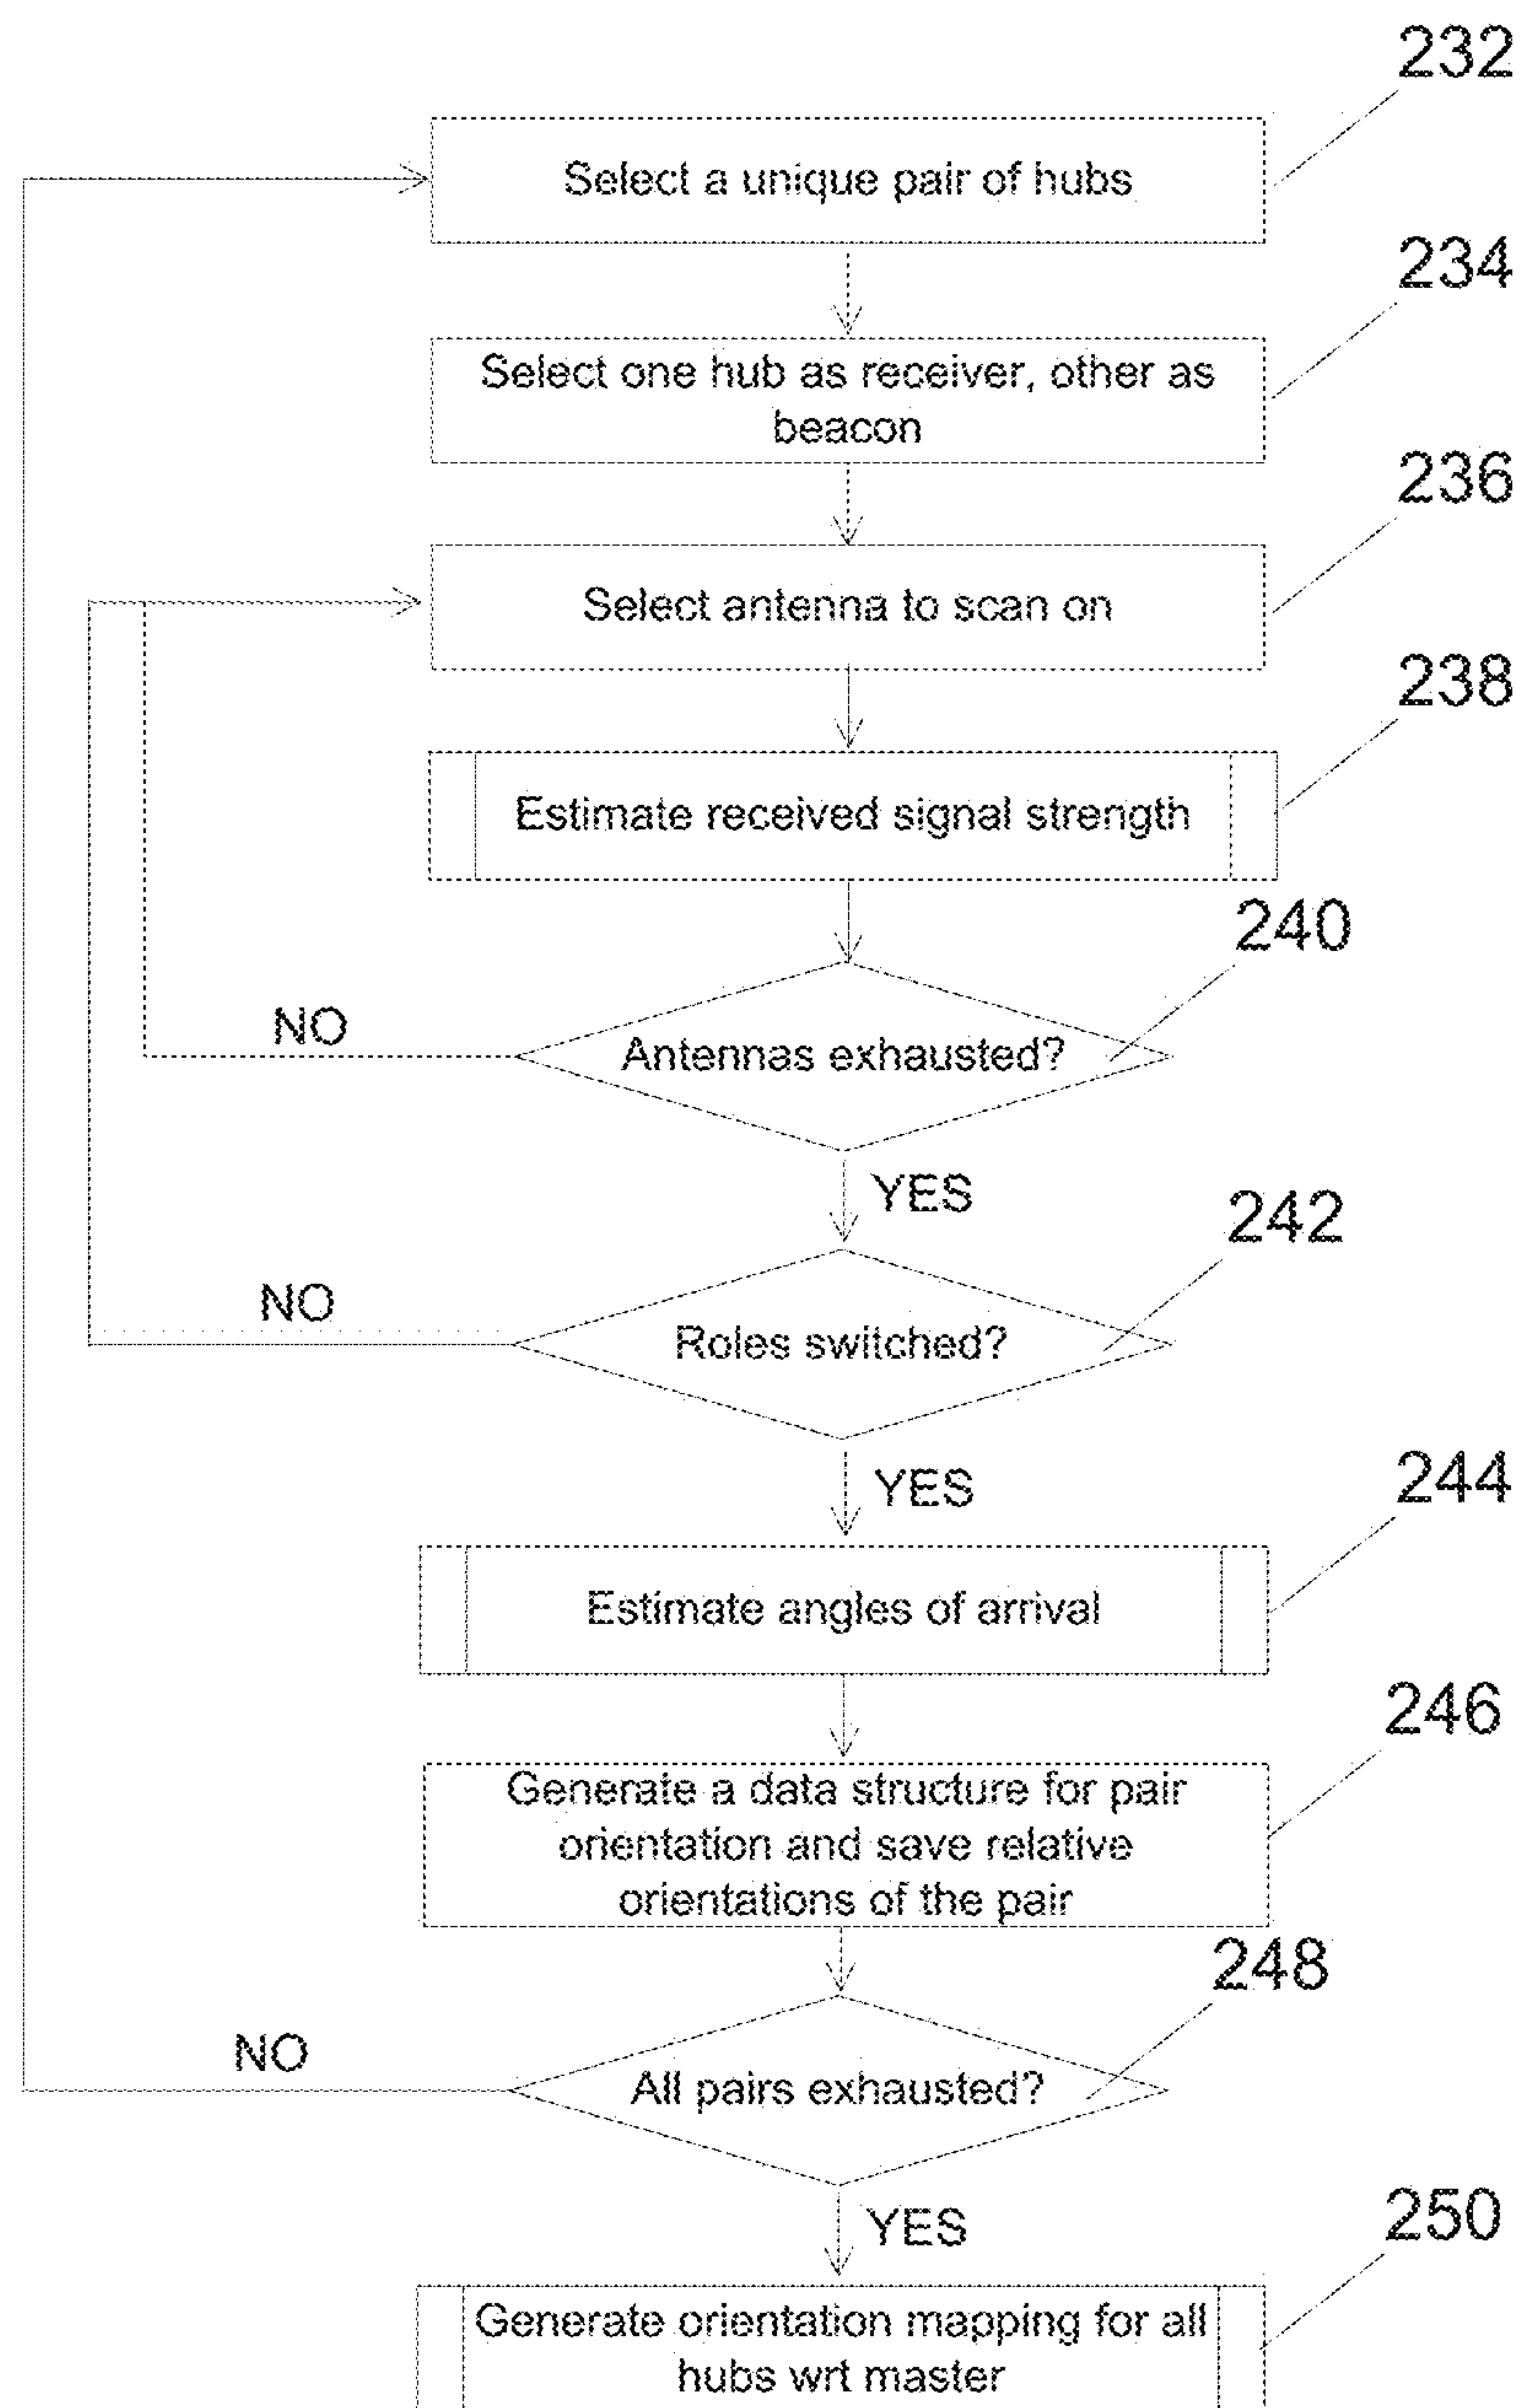 232
Select a unique pair of hubs
234
Select one hub as receiver, other as
beacon
236
Select antenna to scan on
238
Estimate received signal strength
240
NO
Antennas exhausted?
YES
242
NO
Roles switched?
YES
244
Estimate angles of arrival
246
Generate a data structure for pair
orientation and save relative
orientations of the pair
248
NO
All pairs exhausted?
YES
250
Generate orientation mapping for all
hubs wrt master